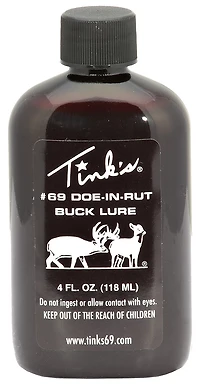 Tink's®
#69 DOE-IN-RUT
BUCK LURE
®
4 FL. OZ. (118 ML)
Do not ingest or allow contact with eyes.
KEEP OUT OF THE REACH OF CHILDREN
www.tinks69.com